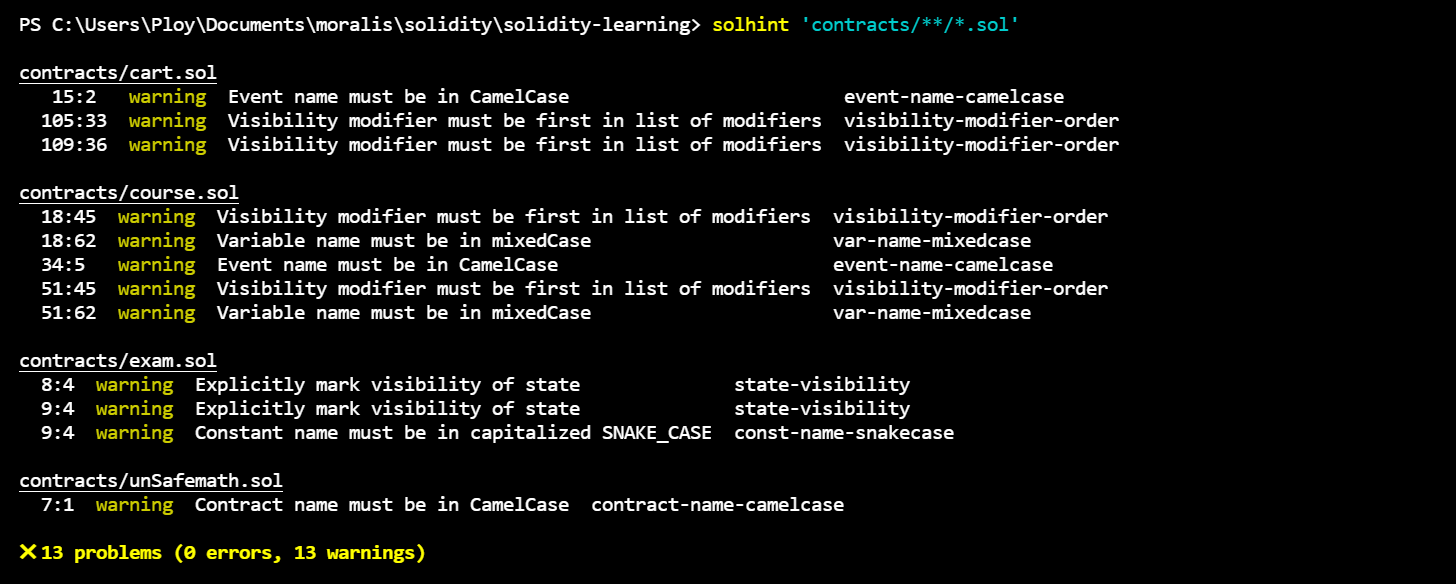 PS C:\Users\Ploy\Documents\moralis\solidity\solidity-learning> solhint 'contracts/**/*.sol'
contracts/cart.sol
15:2 warning Event name must be in CamelCase event-name-camelcase
105:33 warning Visibility modifier must be first in list of modifiers visibility-modifier-order
109:36 warning Visibility modifier must be first in list of modifiers visibility-modifier-order
contracts/course.sol
18:45 warning Visibility modifier must be first in list of modifiers visibility-modifier-order
18:62 warning Variable name must be in mixedCase var-name-mixedcase
34:5 warning Event name must be in CamelCase event-name-camelcase
51:45 warning Visibility modifier must be first in list of modifiers visibility-modifier-order
51:62 warning Variable name must be in mixedCase var-name-mixedcase
contracts/exam.sol
8:4 warning Explicitly mark visibility of state state-visibility
9:4 warning Explicitly mark visibility of state state-visibility
9:4 warning Constant name must be in capitalized SNAKE_CASE const-name-snakecase
contracts/unSafemath.sol
7:1 warning Contract name must be in CamelCase contract-name-camelcase
✕ 13 problems (0 errors, 13 warnings)